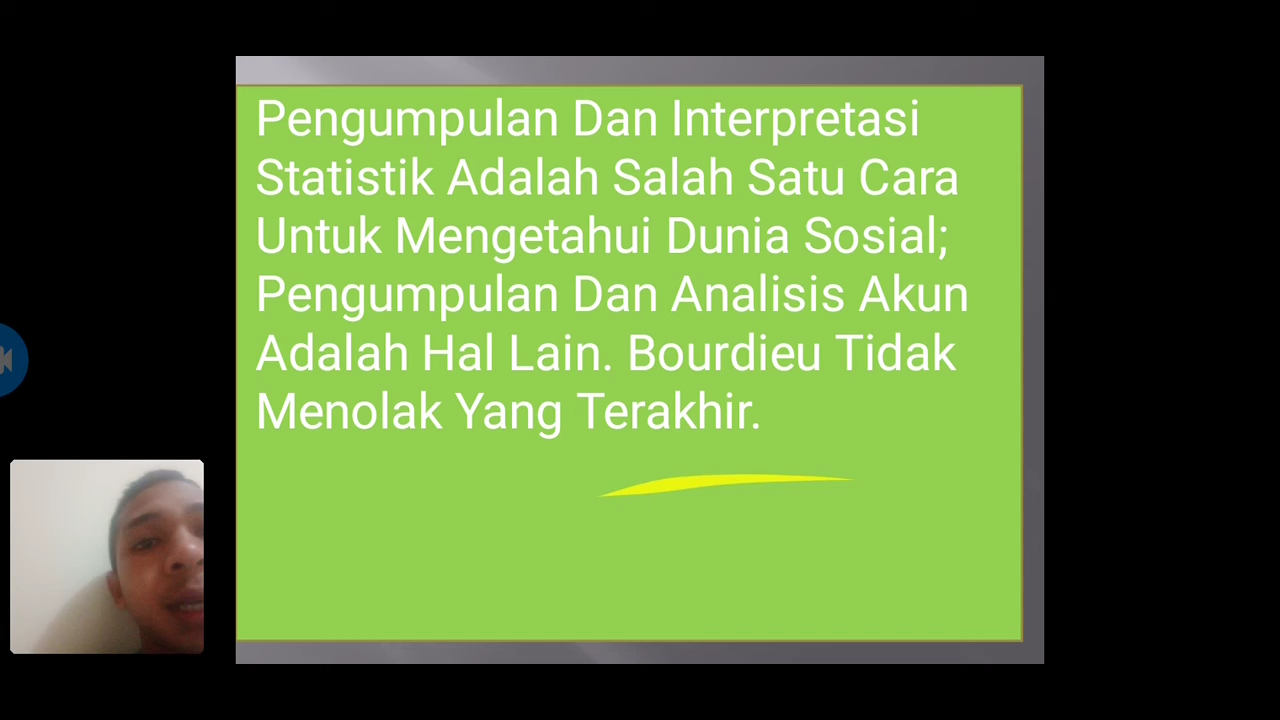 Pengumpulan Dan Interpretasi
Statistik Adalah Salah Satu Cara
Untuk Mengetahui Dunia Sosial;
Pengumpulan Dan Analisis Akun
Adalah Hal Lain. Bourdieu Tidak
Menolak Yang Terakhir.